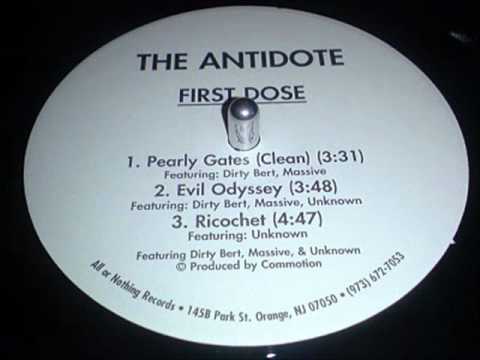 THE ANTIDOTE
FIRST DOSE
1. Pearly Gates (Clean) (3:31)
Featuring: Dirty Bert, Massive
2. Evil Odyssey (3:48)
Featuring: Dirty Bert, Massive, Unknown
3. Ricochet (4:47)
Featuring: Unknown
Featuring Dirty Bert, Massive, & Unknown
© Produced by Commotion
All or Nothing Records • 145B Park St. Orange, NJ 07050 • (973) 672-7053